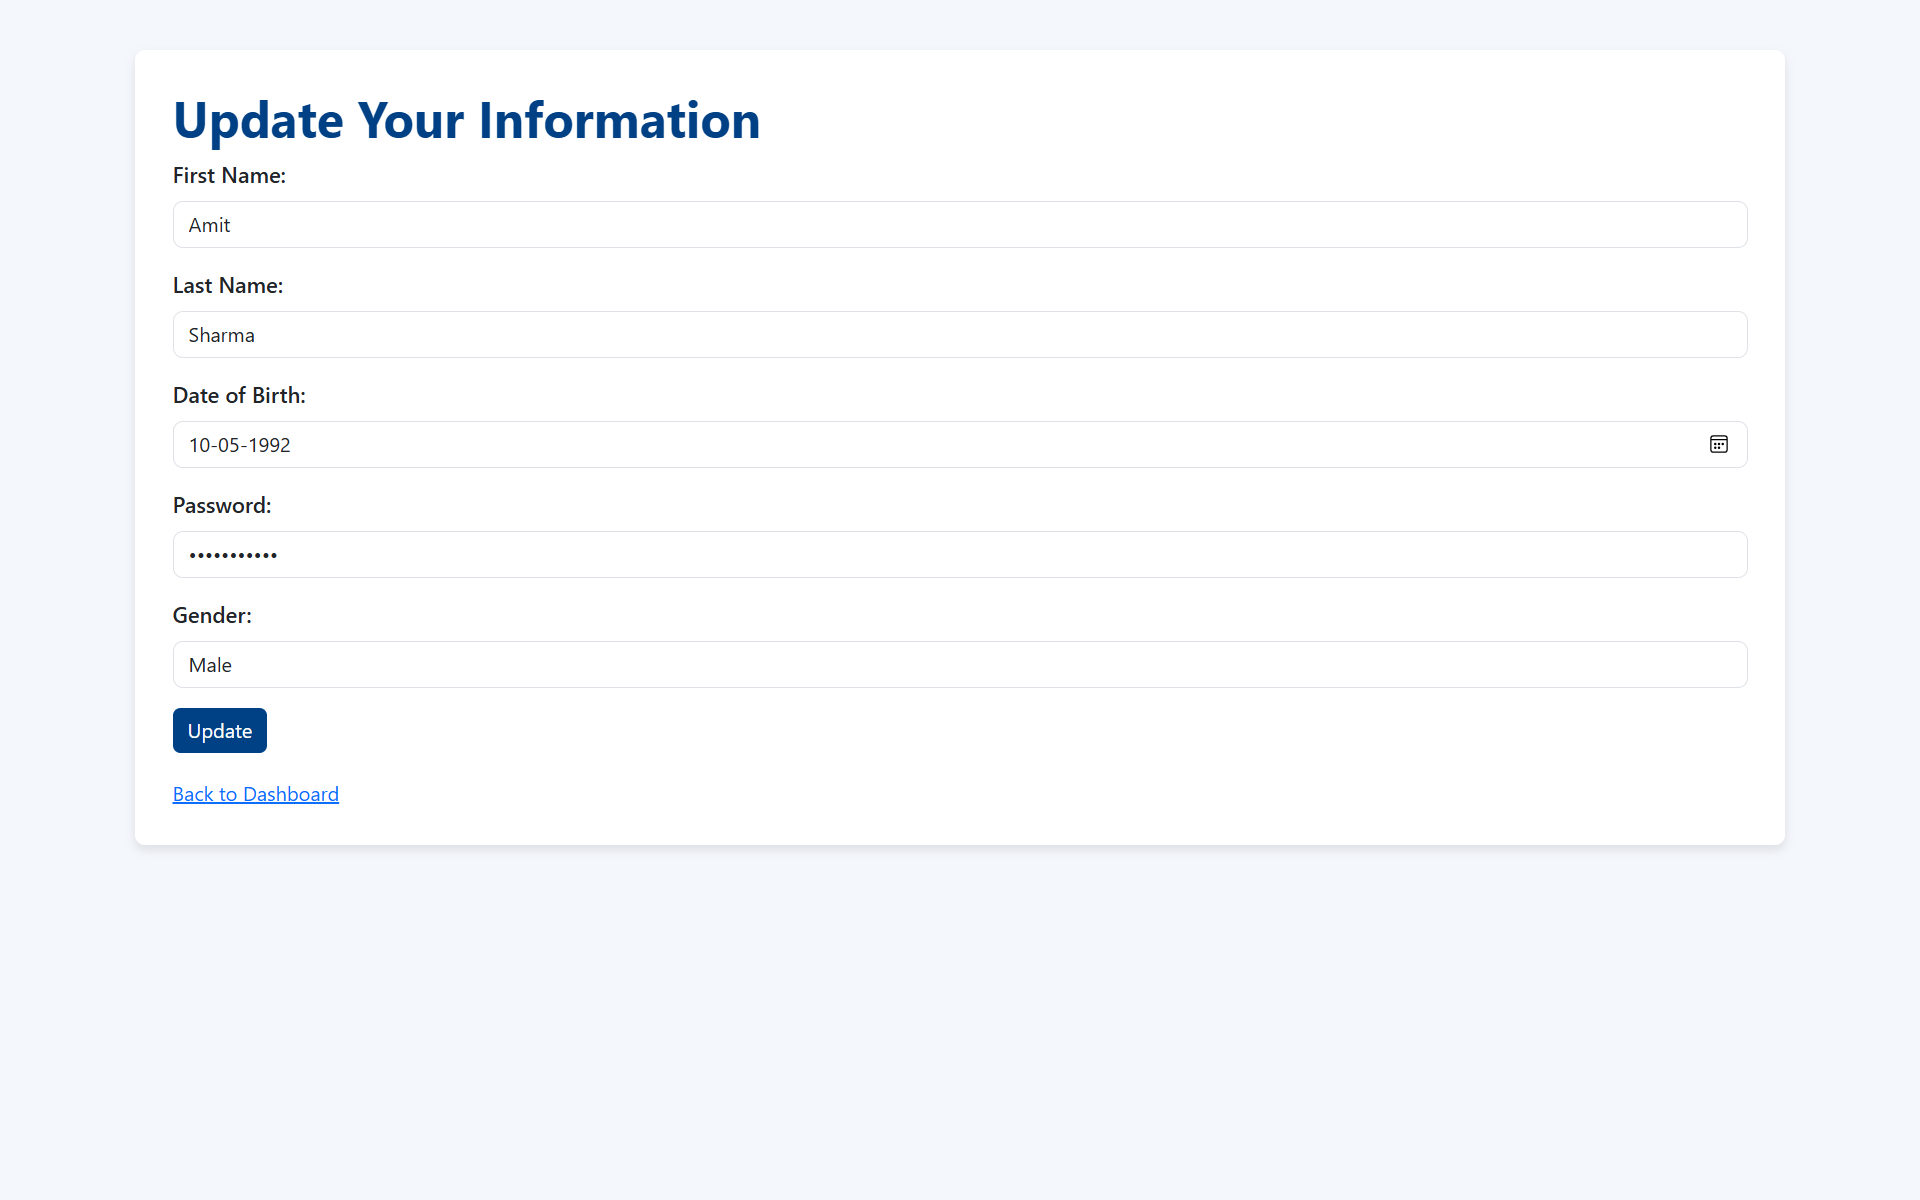 Update Your Information
First Name:
Amit
Last Name:
Sharma
Date of Birth:
10-05-1992
Password:
•••••••••••
Gender:
Male
Update
Back to Dashboard